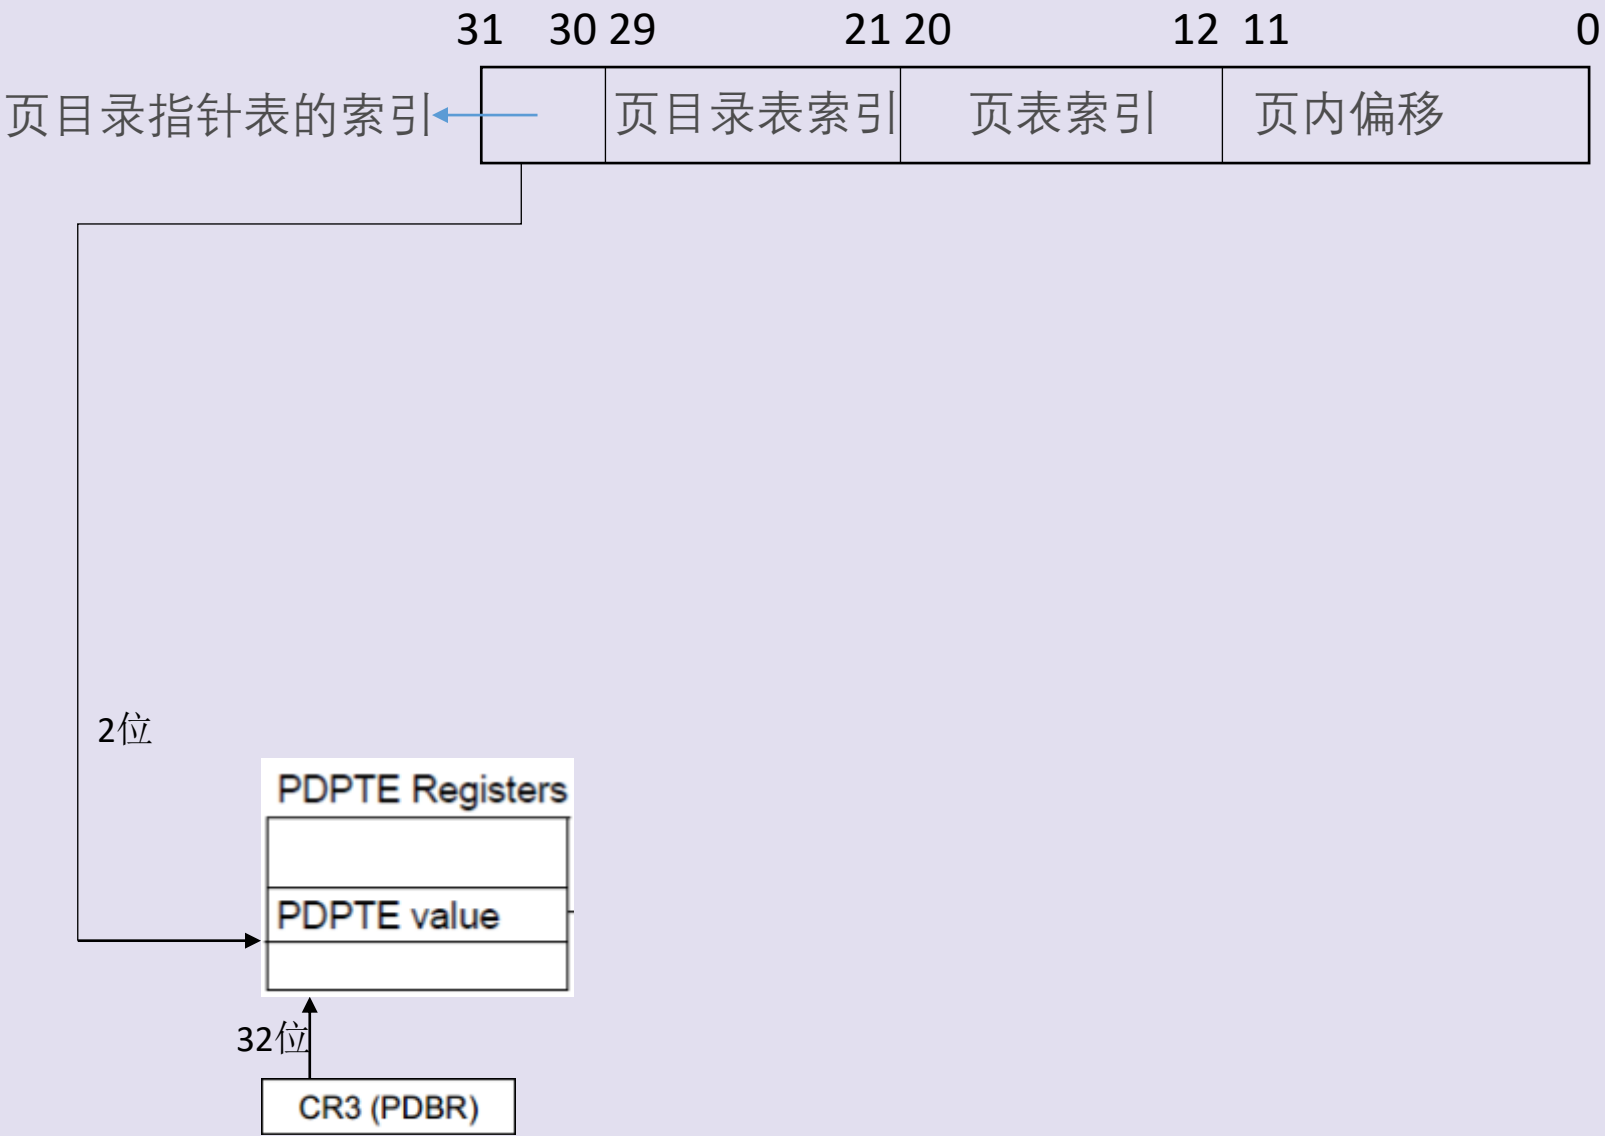 31 30 29 21 20 12 11 0
页目录指针表的索引 页目录表索引 页表索引 页内偏移
2位
PDPTE Registers
PDPTE value
32位
CR3 (PDBR)